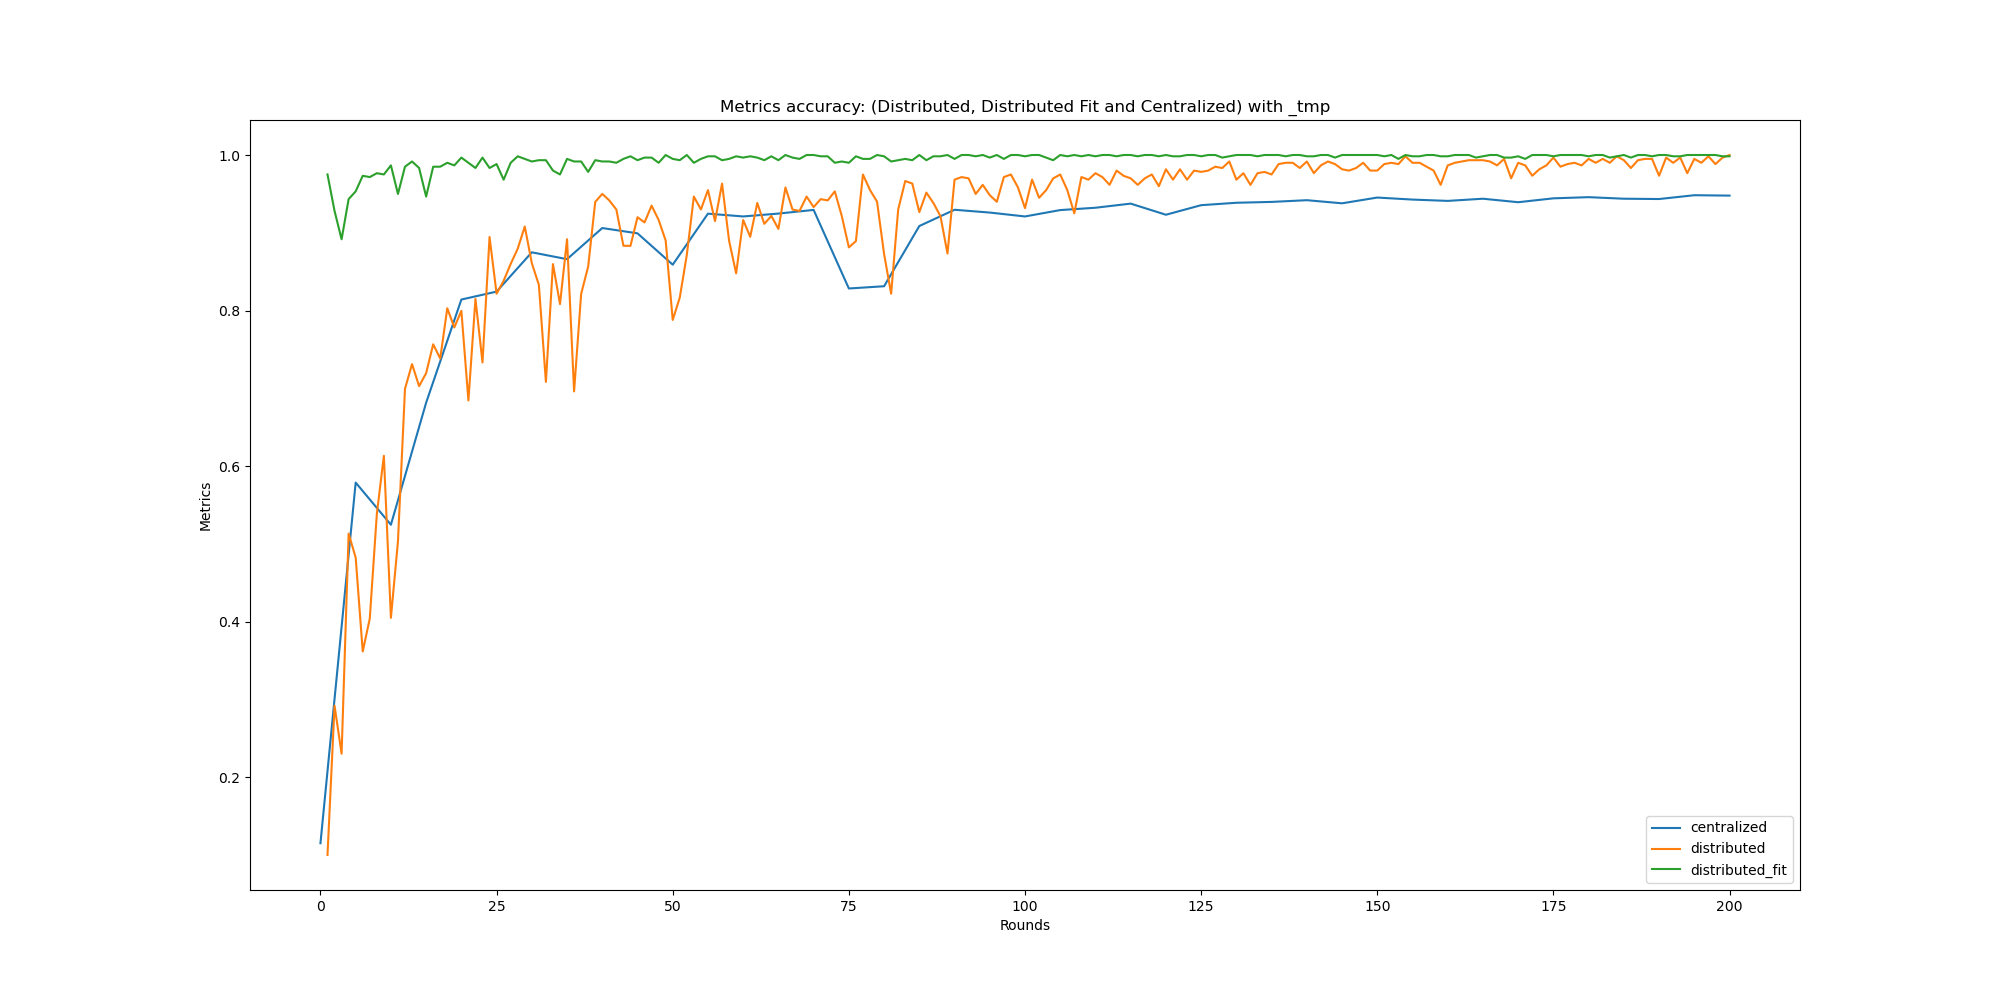 Metrics accuracy: (Distributed, Distributed Fit and Centralized) with _tmp
1.0
0.8
0.6
0.4
0.2
Metrics
0 25 50 75 100 125 150 175 200
Rounds
centralized
distributed
distributed_fit